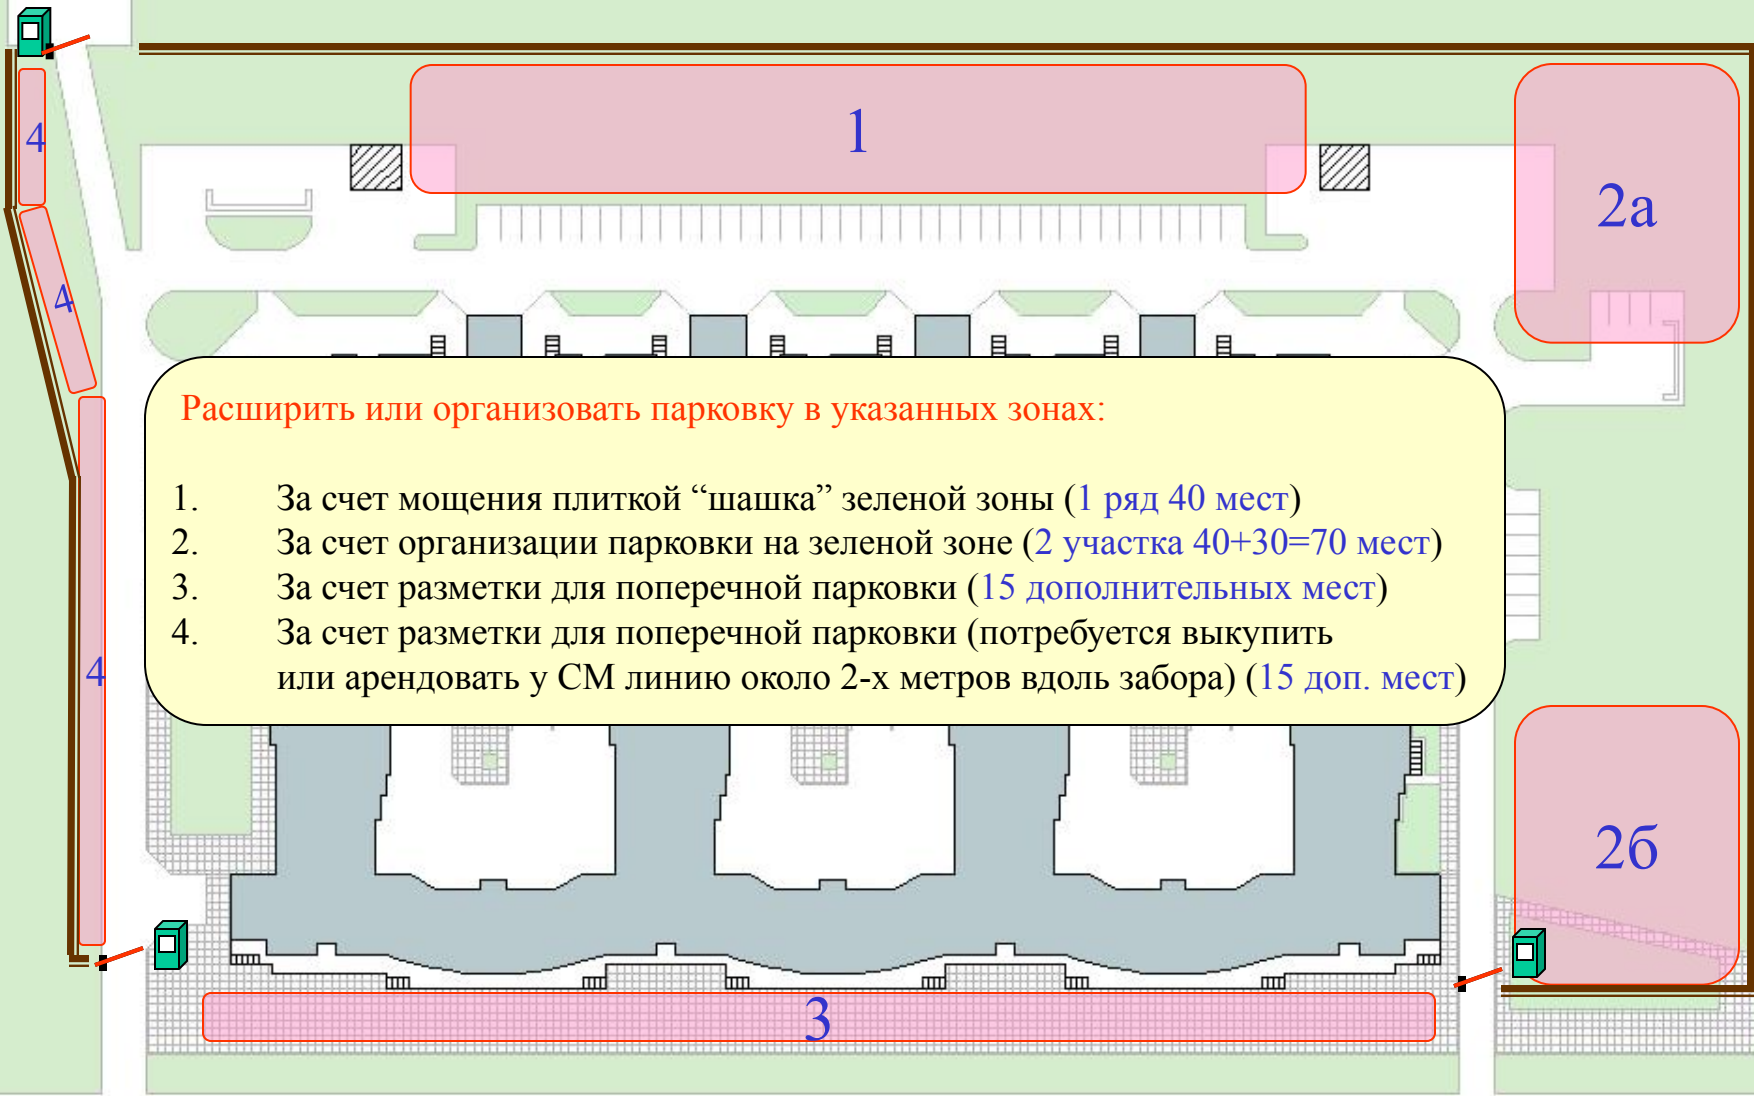 4
1
2а
4
Расширить или организовать парковку в указанных зонах:
1. За счет мощения плиткой “шашка” зеленой зоны (1 ряд 40 мест)
2. За счет организации парковки на зеленой зоне (2 участка 40+30=70 мест)
3. За счет разметки для поперечной парковки (15 дополнительных мест)
4. За счет разметки для поперечной парковки (потребуется выкупить
или арендовать у СМ линию около 2-х метров вдоль забора) (15 доп. мест)
4
2б
3